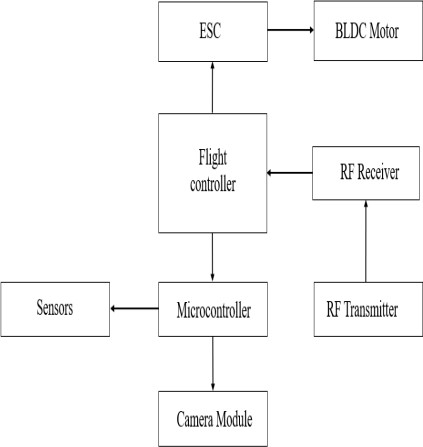 ESC
BLDC Motor
Flight
controller
RF Receiver
Sensors
Microcontroller
RF Transmitter
Camera Module